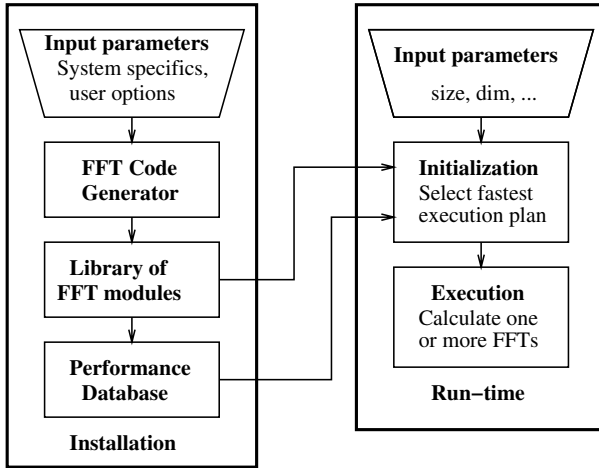 Input parameters
System specifics,
user options
FFT Code
Generator
Library of
FFT modules
Performance
Database
Installation
Input parameters
size, dim, ...
Initialization
Select fastest
execution plan
Execution
Calculate one
or more FFTs
Run−time